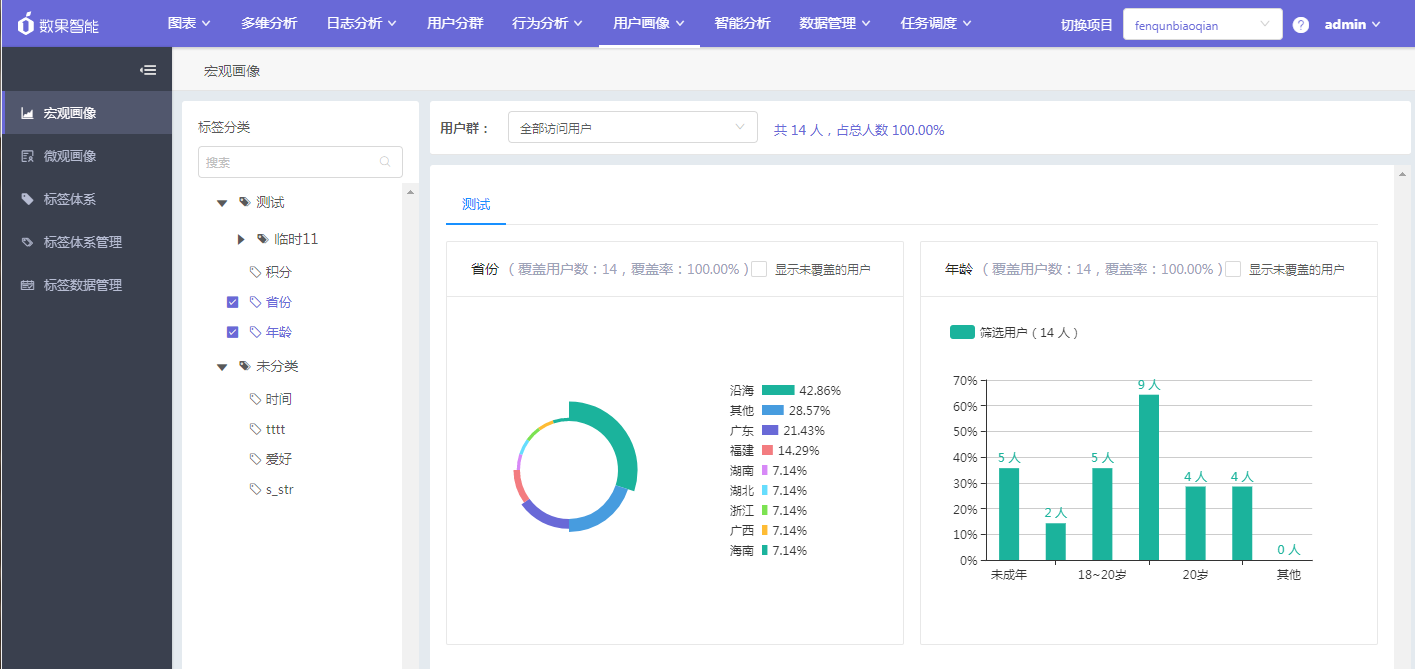 数果智能
图表
多维分析
日志分析
用户分群
行为分析
用户画像
智能分析
数据管理
任务调度
切换项目
fenqunbiaoqian
?
admin
宏观画像
微观画像
标签体系
标签体系管理
标签数据管理
宏观画像
标签分类
搜索
测试
临时11
积分
省份
年龄
未分类
时间
tttt
爱好
s_str
用户群：
全部访问用户
共 14 人，占总人数 100.00%
测试
省份（覆盖用户数：14，覆盖率：100.00%）
显示未覆盖的用户
沿海 42.86%
其他 28.57%
广东 21.43%
福建 14.29%
湖南 7.14%
湖北 7.14%
浙江 7.14%
广西 7.14%
海南 7.14%
年龄（覆盖用户数：14，覆盖率：100.00%）
显示未覆盖的用户
筛选用户（14 人）
70%
60%
50%
40%
30%
20%
10%
0%
5 人
2 人
5 人
9 人
4 人
4 人
0 人
未成年
18~20岁
20岁
其他